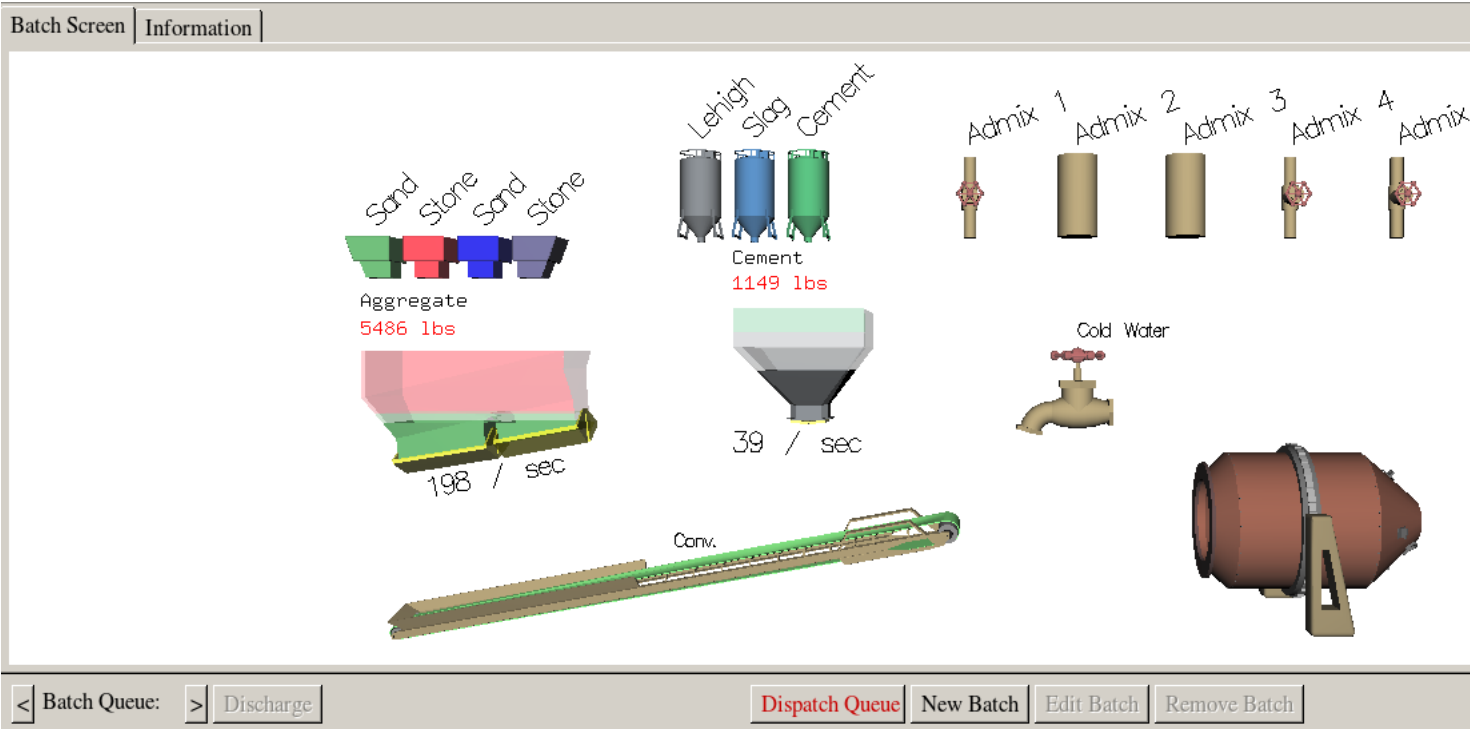 Batch Screen Information
Lehigh Slag Cement
Admix 1 Admix 2 Admix 3 Admix 4 Admix
Sand Stone Sand Stone
Cement
1149 lbs
Aggregate
5486 lbs
Cold Water
39 / sec
198 / sec
Conv.
< Batch Queue: > Discharge Dispatch Queue New Batch Edit Batch Remove Batch